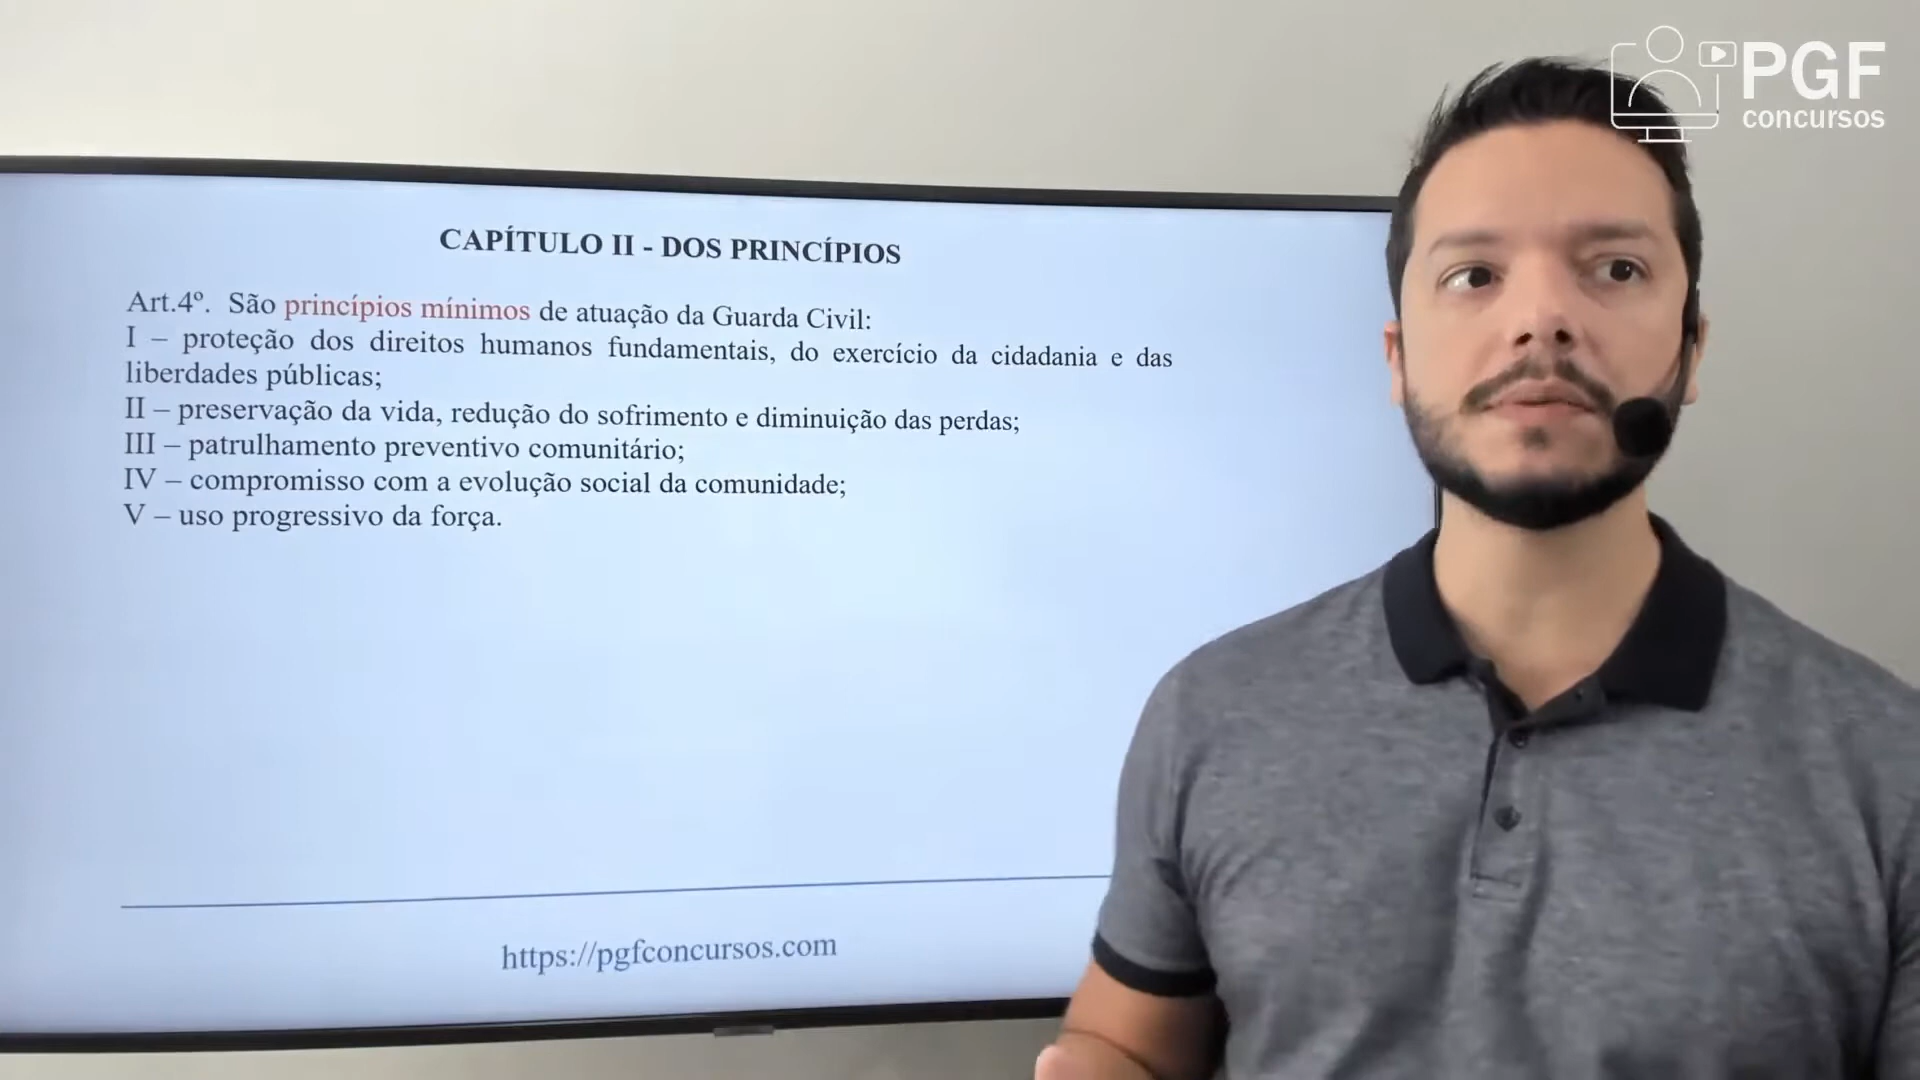 PGF
concursos
CAPÍTULO II - DOS PRINCÍPIOS
Art.4º. São princípios mínimos de atuação da Guarda Civil:
I – proteção dos direitos humanos fundamentais, do exercício da cidadania e das
liberdades públicas;
II – preservação da vida, redução do sofrimento e diminuição das perdas;
III – patrulhamento preventivo comunitário;
IV – compromisso com a evolução social da comunidade;
V – uso progressivo da força.
https://pgfconcursos.com